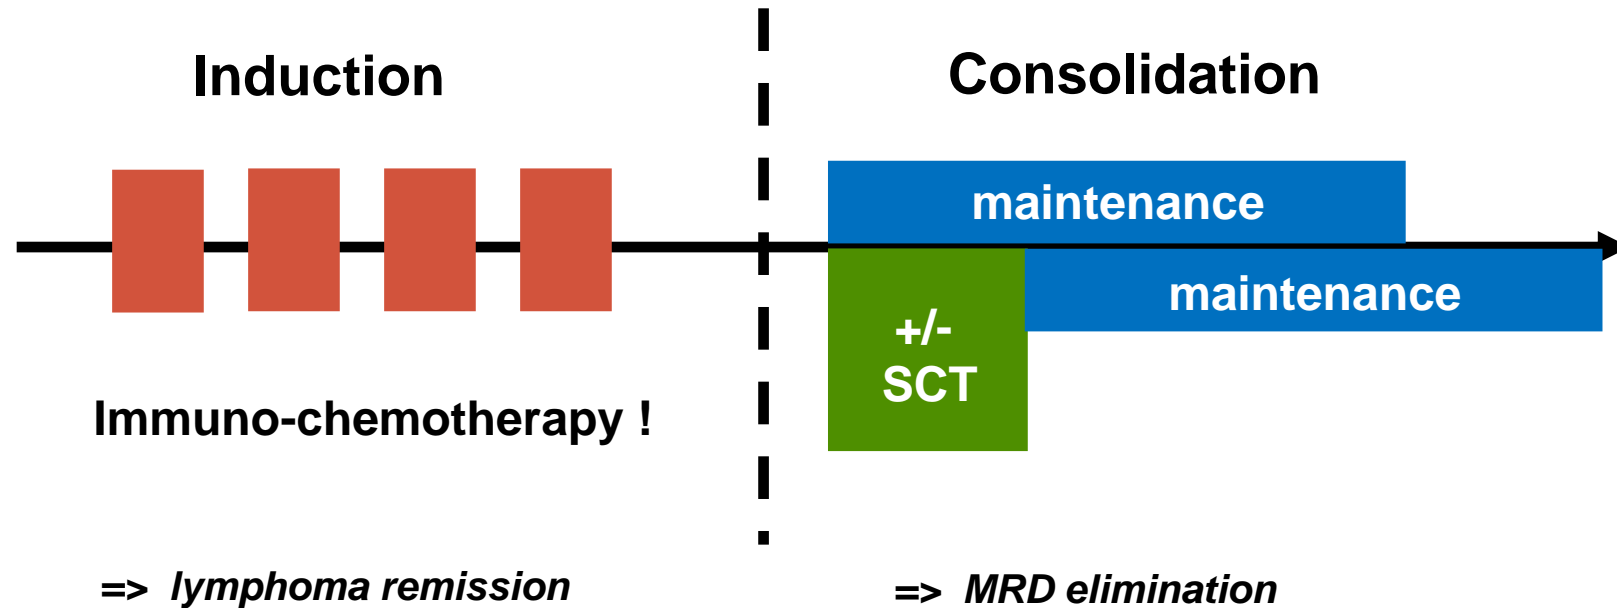 Induction
Consolidation
maintenance
maintenance
+/-
SCT
Immuno-chemotherapy !
=> lymphoma remission
=> MRD elimination